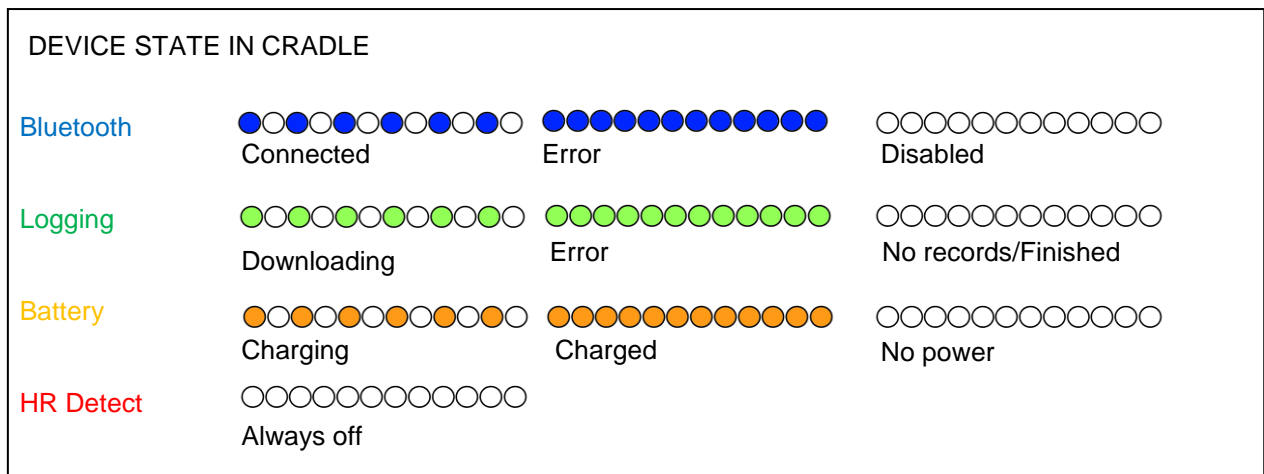 DEVICE STATE IN CRADLE
Bluetooth
Connected
Error
Disabled
Logging
Downloading
Error
No records/Finished
Battery
Charging
Charged
No power
HR Detect
Always off